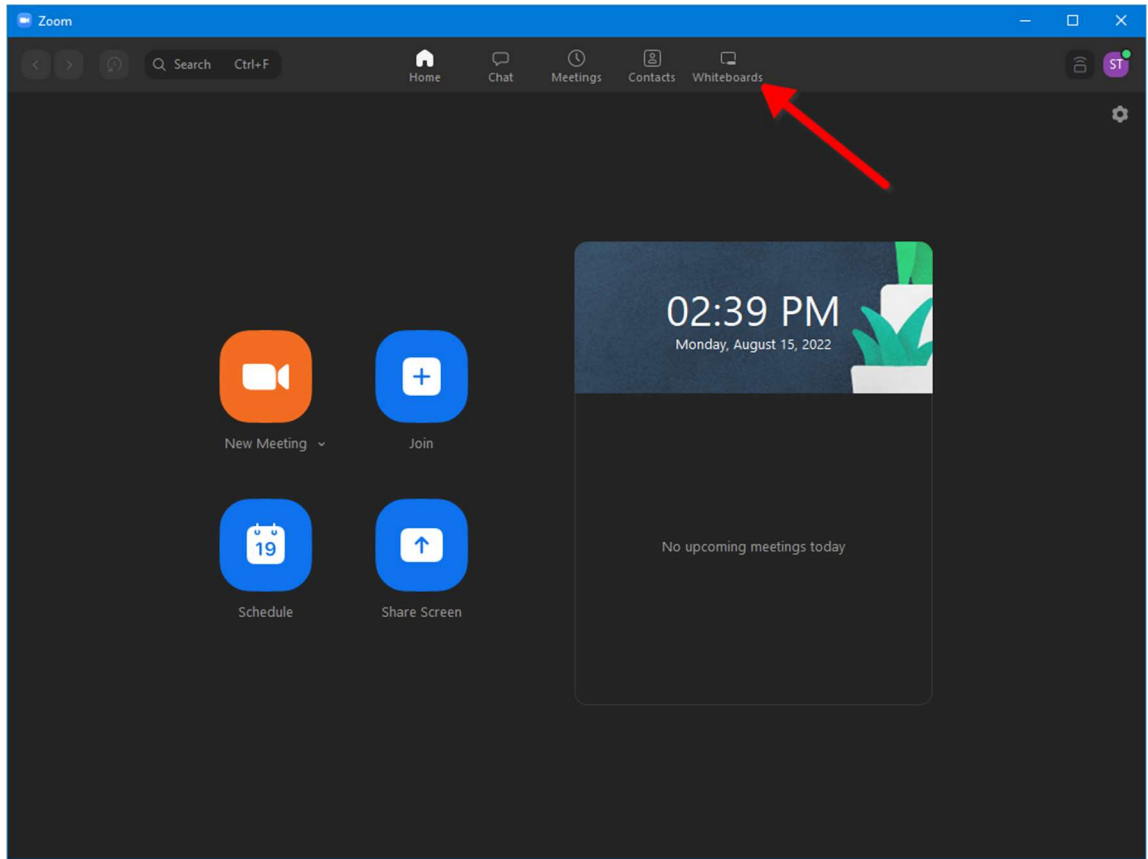 Zoom
Search Ctrl+F
Home
Chat
Meetings
Contacts
Whiteboards
ST
02:39 PM
Monday, August 15, 2022
New Meeting
Join
19
Schedule
Share Screen
No upcoming meetings today